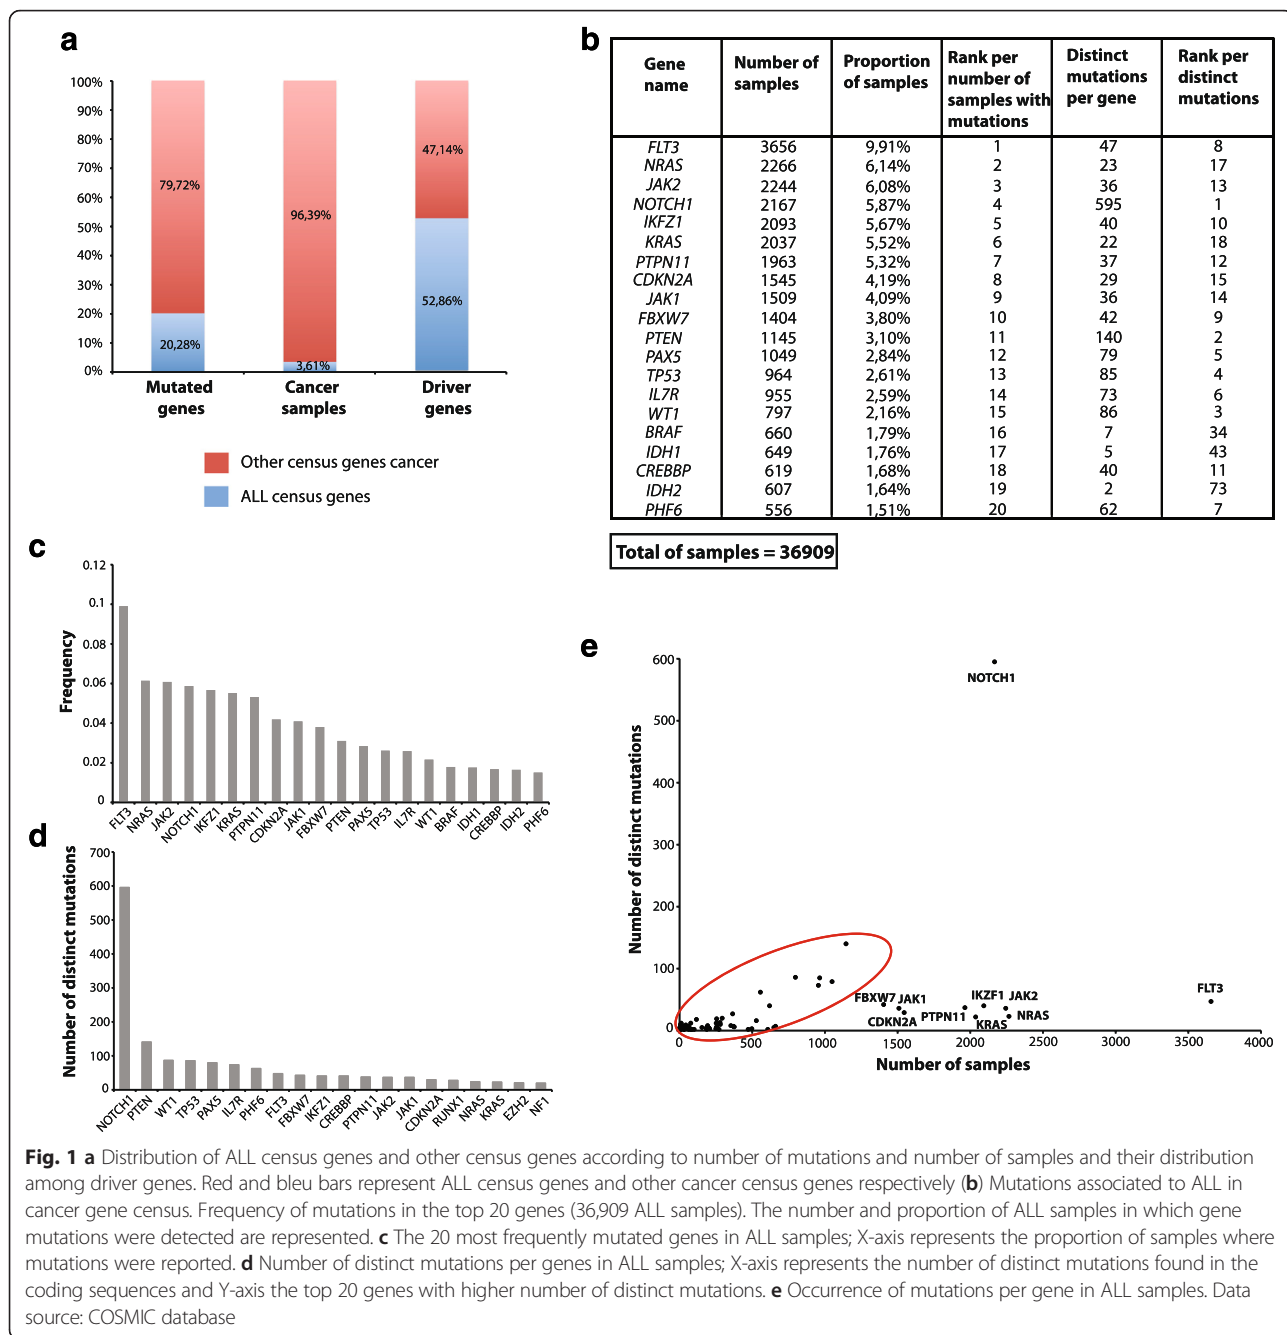 a
100%
90%
80%
70%
60%
50%
40%
30%
20%
10%
0%
79,72%
20,28%
96,39%
3,61%
47,14%
52,86%
Mutated genes
Cancer samples
Driver genes
Other census genes cancer
ALL census genes
b
Gene name | Number of samples | Proportion of samples | Rank per number of samples with mutations | Distinct mutations per gene | Rank per distinct mutations
FLT3 3656 9,91% 1 47 8
NRAS 2266 6,14% 2 23 17
JAK2 2244 6,08% 3 36 13
NOTCH1 2167 5,87% 4 595 1
IKFZ1 2093 5,67% 5 40 10
KRAS 2037 5,52% 6 22 18
PTPN11 1963 5,32% 7 37 12
CDKN2A 1545 4,19% 8 29 15
JAK1 1509 4,09% 9 36 14
FBXW7 1404 3,80% 10 42 9
PTEN 1145 3,10% 11 140 2
PAX5 1049 2,84% 12 79 5
TP53 964 2,61% 13 85 4
IL7R 955 2,59% 14 73 6
WT1 797 2,16% 15 86 3
BRAF 660 1,79% 16 7 34
IDH1 649 1,76% 17 5 43
CREBBP 619 1,68% 18 40 11
IDH2 607 1,64% 19 2 73
PHF6 556 1,51% 20 62 7
Total of samples = 36909
c
Frequency
0.12
0.1
0.08
0.06
0.04
0.02
0
FLT3 NRAS JAK2 NOTCH1 IKFZ1 KRAS PTPN11 CDKN2A JAK1 FBXW7 PTEN PAX5 TP53 IL7R WT1 BRAF IDH1 CREBBP IDH2 PHF6
d
Number of distinct mutations
700
600
500
400
300
200
100
0
NOTCH1 PTEN WT1 TP53 PAX5 IL7R PHF6 FLT3 FBXW7 IKFZ1 CREBBP PTPN11 JAK2 JAK1 CDKN2A RUNX1 NRAS KRAS EZH2 NF1
e
Number of distinct mutations
600
500
400
300
200
100
0
NOTCH1
FLT3
FBXW7 JAK1
CDKN2A
PTPN11
IKZF1 JAK2
KRAS
NRAS
0 500 1000 1500 2000 2500 3000 3500 4000
Number of samples
Fig. 1 a Distribution of ALL census genes and other census genes according to number of mutations and number of samples and their distribution
among driver genes. Red and bleu bars represent ALL census genes and other cancer census genes respectively (b) Mutations associated to ALL in
cancer gene census. Frequency of mutations in the top 20 genes (36,909 ALL samples). The number and proportion of ALL samples in which gene
mutations were detected are represented. c The 20 most frequently mutated genes in ALL samples; X-axis represents the proportion of samples where
mutations were reported. d Number of distinct mutations per genes in ALL samples; X-axis represents the number of distinct mutations found in the
coding sequences and Y-axis the top 20 genes with higher number of distinct mutations. e Occurrence of mutations per gene in ALL samples. Data
source: COSMIC database